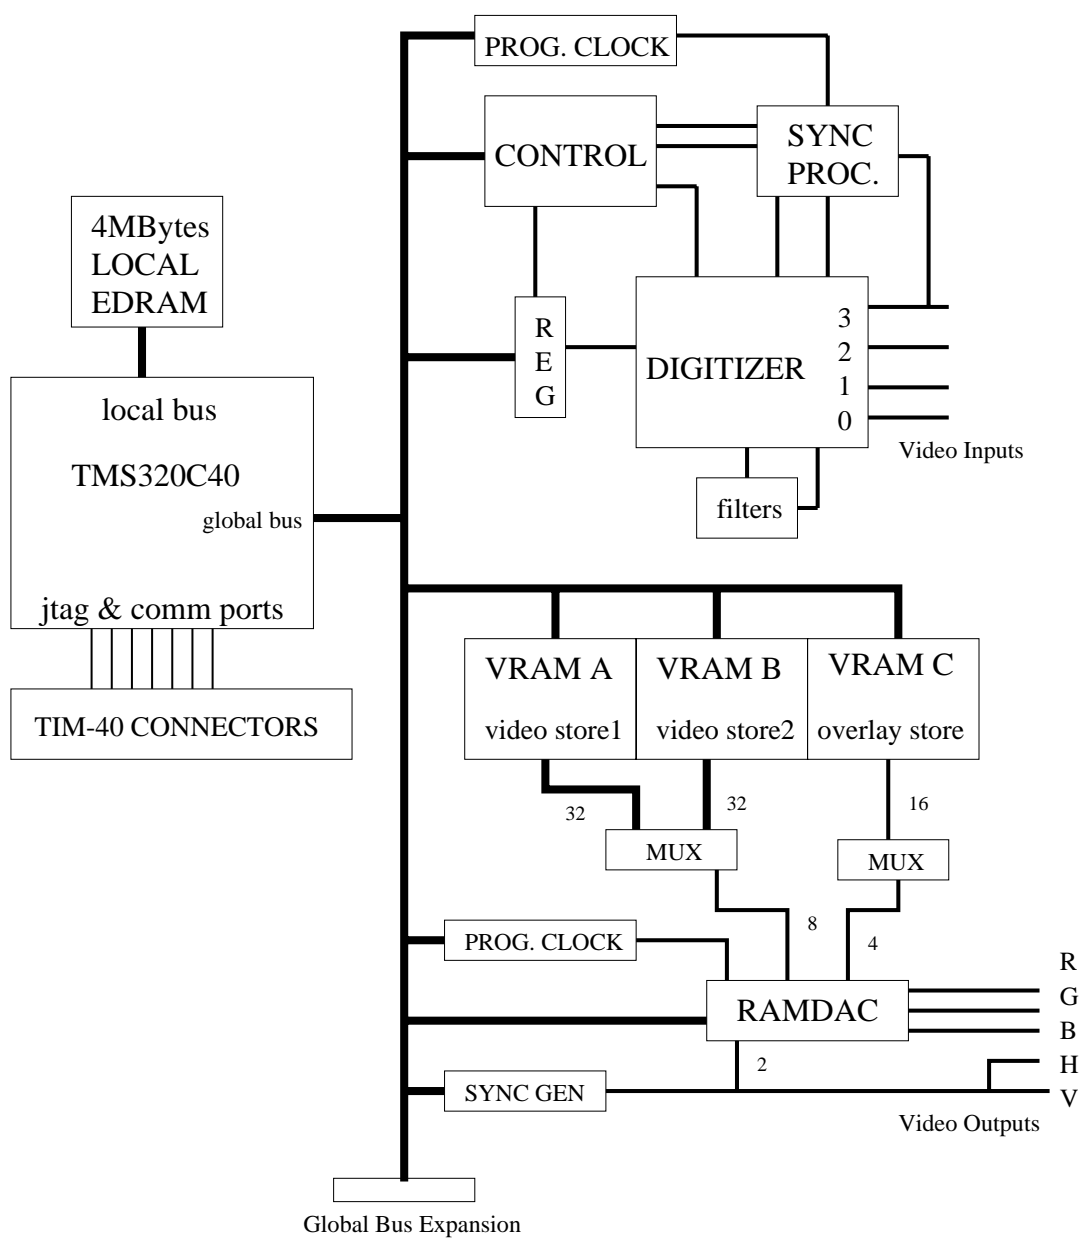 PROG. CLOCK
CONTROL
SYNC
PROC.
4MBytes
LOCAL
EDRAM
R
E
G
DIGITIZER
3
2
1
0
Video Inputs
filters
local bus
TMS320C40
global bus
jtag & comm ports
TIM-40 CONNECTORS
VRAM A
video store1
VRAM B
video store2
VRAM C
overlay store
32
32
16
MUX
MUX
8
4
PROG. CLOCK
RAMDAC
R
G
B
H
V
2
SYNC GEN
Video Outputs
Global Bus Expansion